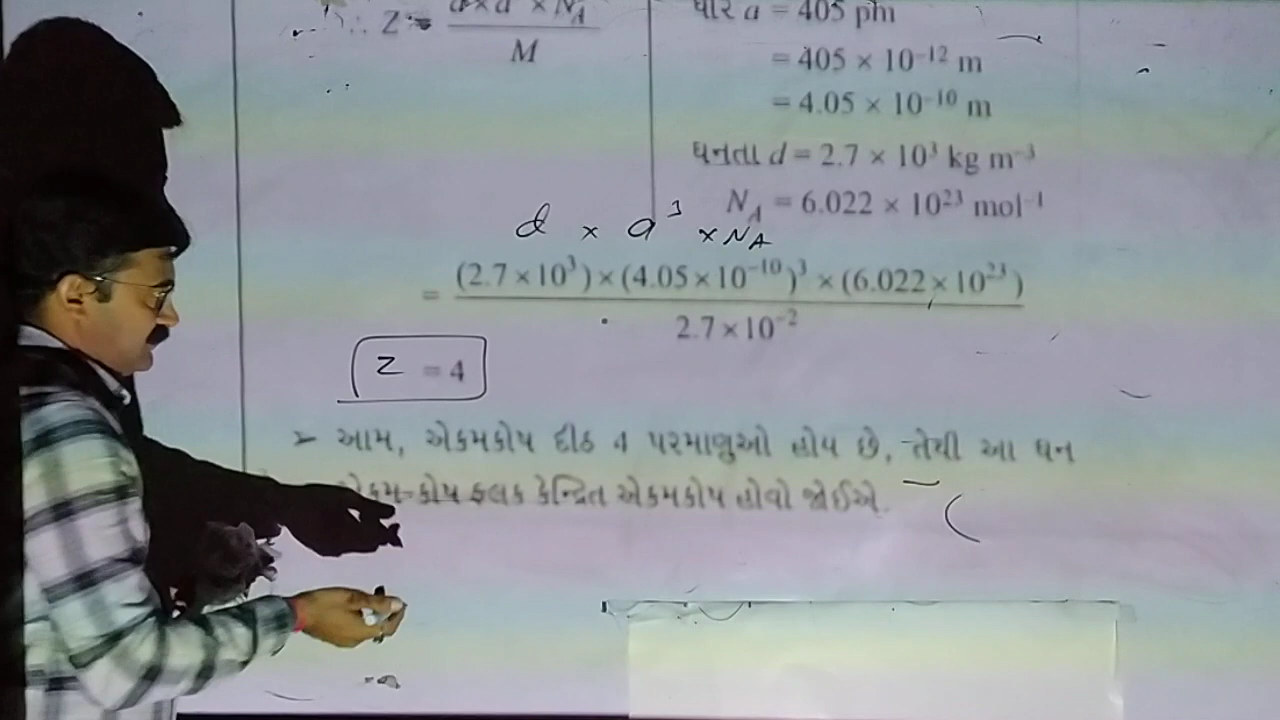 ∴ Z = d × a³ × N_A / M
ધાર a = 405 pm
= 405 × 10⁻¹² m
= 4.05 × 10⁻¹⁰ m
ઘનતા d = 2.7 × 10³ kg m⁻³
N_A = 6.022 × 10²³ mol⁻¹
d × a³ × N_A
= (2.7×10³)×(4.05×10⁻¹⁰)³×(6.022×10²³) / 2.7×10⁻²
Z = 4
➢ આમ, એકમકોષ દીઠ 4 પરમાણુઓ હોય છે, તેથી આ ઘન
એકમ-કોષ ફલક કેન્દ્રિત એકમકોષ હોવો જોઈએ.